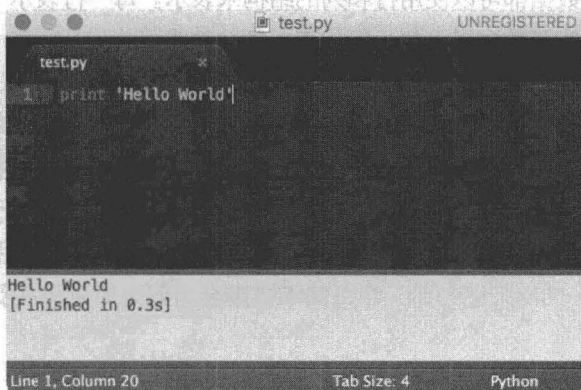 test.py
UNREGISTERED
test.py
1 print 'Hello World'
Hello World
[Finished in 0.3s]
Line 1, Column 20
Tab Size: 4
Python